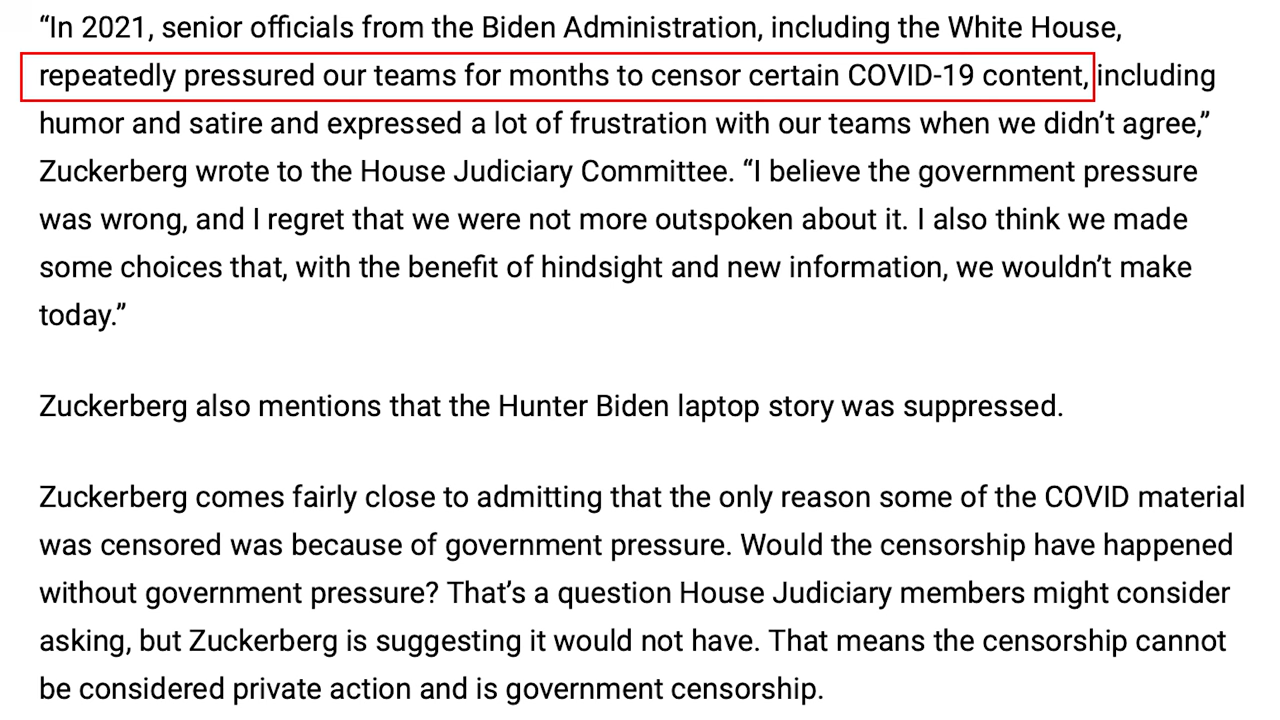 “In 2021, senior officials from the Biden Administration, including the White House,
repeatedly pressured our teams for months to censor certain COVID-19 content, including
humor and satire and expressed a lot of frustration with our teams when we didn’t agree,”
Zuckerberg wrote to the House Judiciary Committee. “I believe the government pressure
was wrong, and I regret that we were not more outspoken about it. I also think we made
some choices that, with the benefit of hindsight and new information, we wouldn’t make
today.”
Zuckerberg also mentions that the Hunter Biden laptop story was suppressed.
Zuckerberg comes fairly close to admitting that the only reason some of the COVID material
was censored was because of government pressure. Would the censorship have happened
without government pressure? That’s a question House Judiciary members might consider
asking, but Zuckerberg is suggesting it would not have. That means the censorship cannot
be considered private action and is government censorship.